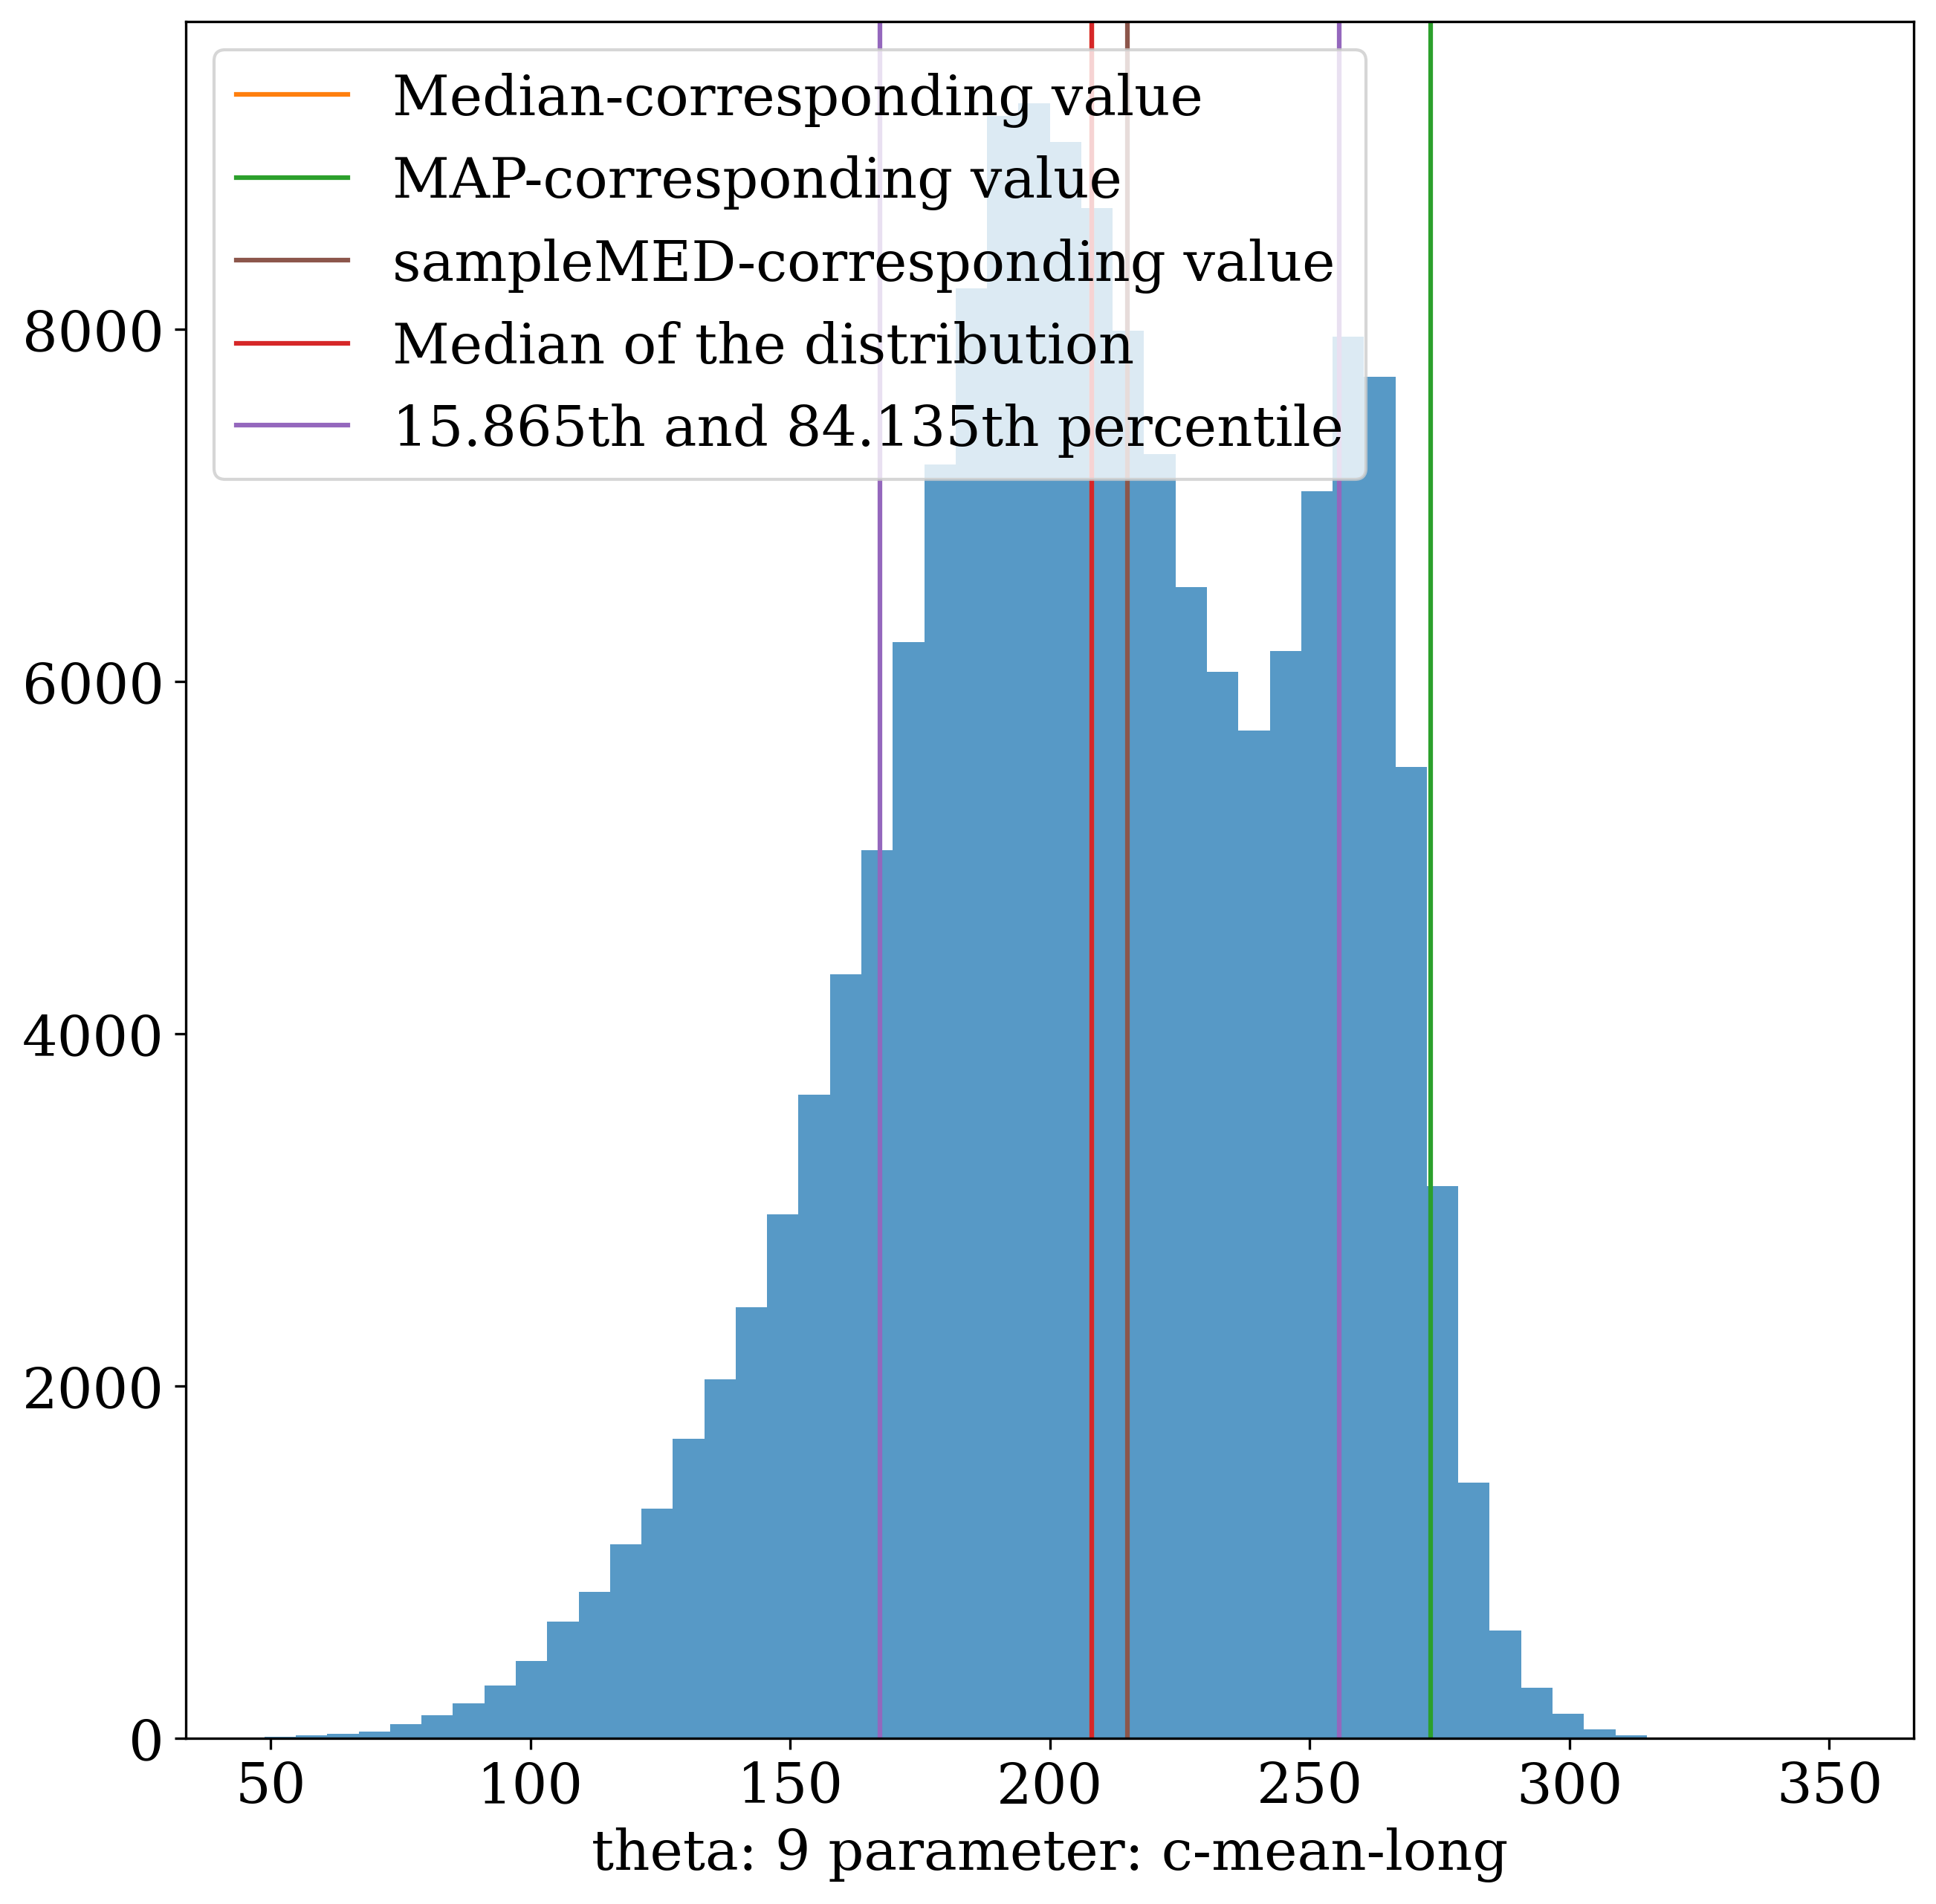 Median-corresponding value
MAP-corresponding value
sampleMED-corresponding value
Median of the distribution
15.865th and 84.135th percentile
8000
6000
4000
2000
0
50 100 150 200 250 300 350
theta: 9 parameter: c-mean-long